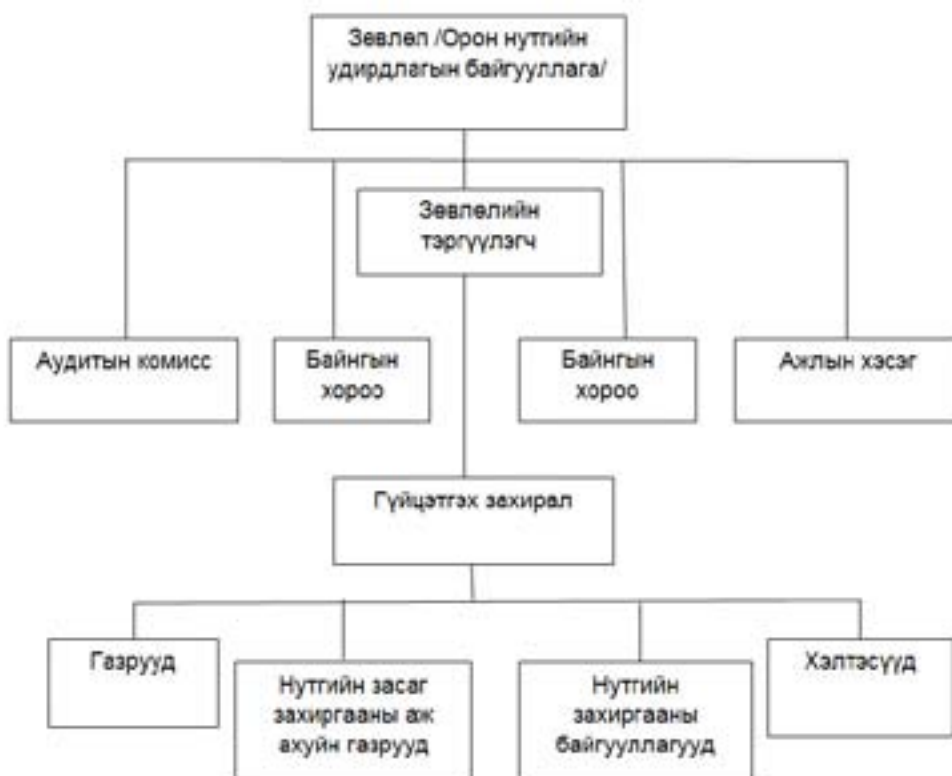 Зөвлөл /Орон нутгийн
удирдлагын байгууллага/
Зөвлөлийн
тэргүүлэгч
Аудитын комисс
Байнгын
хороо
Байнгын
хороо
Ажлын хэсэг
Гүйцэтгэх захирал
Газрууд
Нутгийн засаг
захиргааны аж
ахуйн газрууд
Нутгийн
захиргааны
байгууллагууд
Хэлтэсүүд